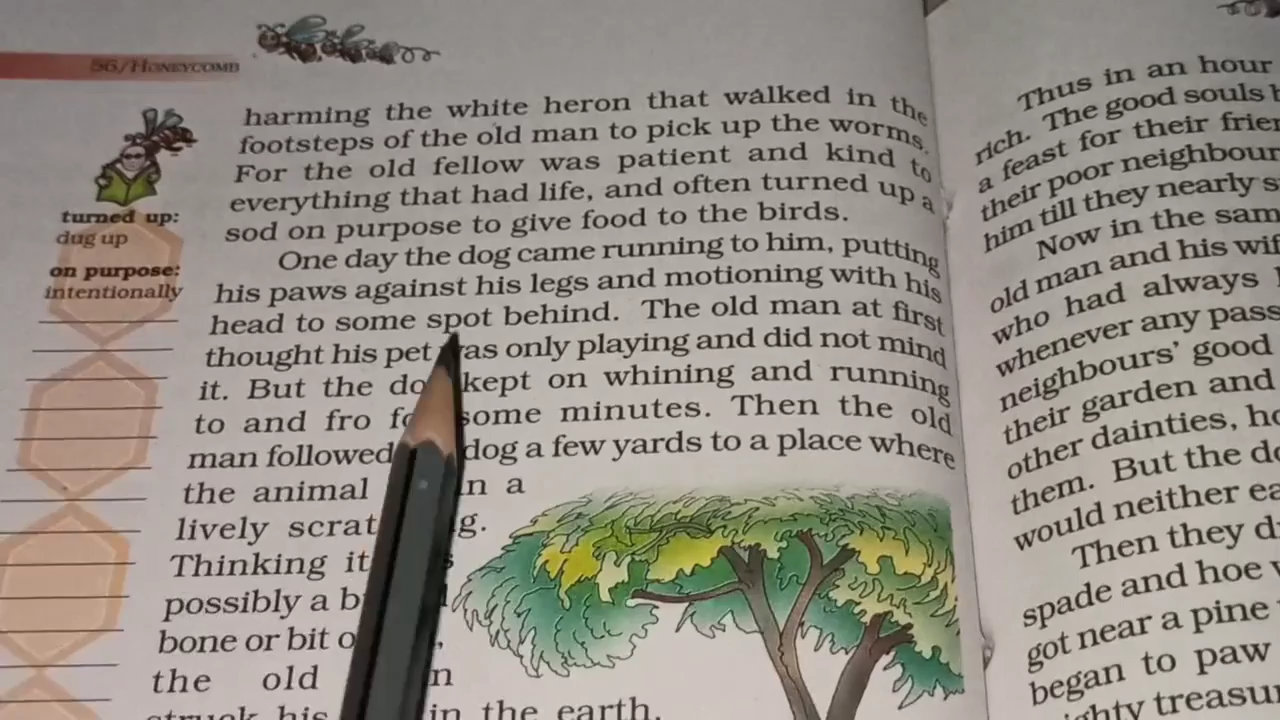 56/HONEYCOMB
harming the white heron that walked in the
footsteps of the old man to pick up the worms.
For the old fellow was patient and kind to
everything that had life, and often turned up a
sod on purpose to give food to the birds.
turned up:
dug up
on purpose:
intentionally
One day the dog came running to him, putting
his paws against his legs and motioning with his
head to some spot behind. The old man at first
thought his pet was only playing and did not mind
it. But the kept on whining and running
to and fro some minutes. Then the old
man followed dog a few yards to a place where
the animal in a
lively
Thinking it
possibly a
bone or bit
the old
in the earth.
Thus in an hour
rich. The good souls
a feast for their
their poor
him till they nearly
Now in the
old man and his
who had always
whenever any
neighbours' good
their garden and
other dainties,
them. But the
would neither
Then they
spade and hoe
got near a pine
began to paw